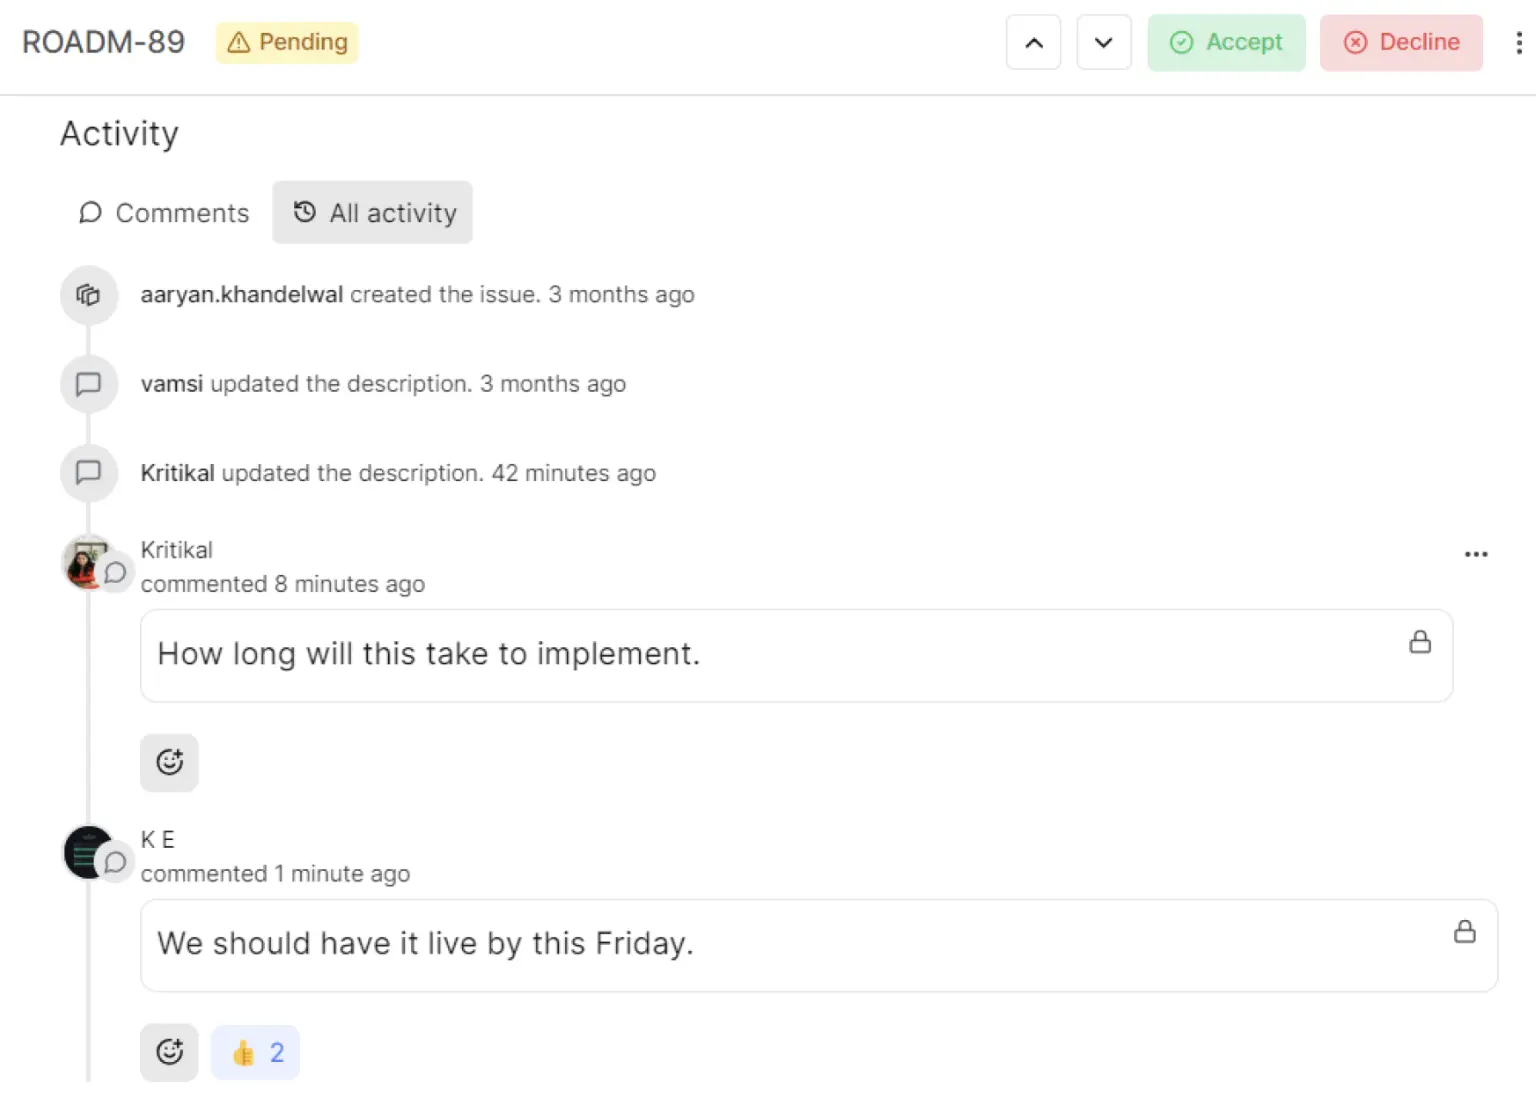 ROADM-89 Pending Accept Decline
Activity
Comments All activity
aaryan.khandelwal created the issue. 3 months ago
vamsi updated the description. 3 months ago
Kritikal updated the description. 42 minutes ago
Kritikal
commented 8 minutes ago
How long will this take to implement.
K E
commented 1 minute ago
We should have it live by this Friday.
👍 2